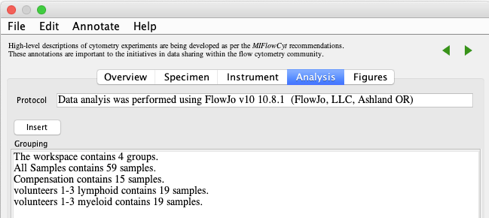 File Edit Annotate Help
High-level descriptions of cytometry experiments are being developed as per the MIFlowCyt recommendations.
These annotations are important to the initiatives in data sharing within the flow cytometry community.
Overview Specimen Instrument Analysis Figures
Protocol Data analyis was performed using FlowJo v10 10.8.1 (FlowJo, LLC, Ashland OR)
Insert
Grouping
The workspace contains 4 groups.
All Samples contains 59 samples.
Compensation contains 15 samples.
volunteers 1-3 lymphoid contains 19 samples.
volunteers 1-3 myeloid contains 19 samples.